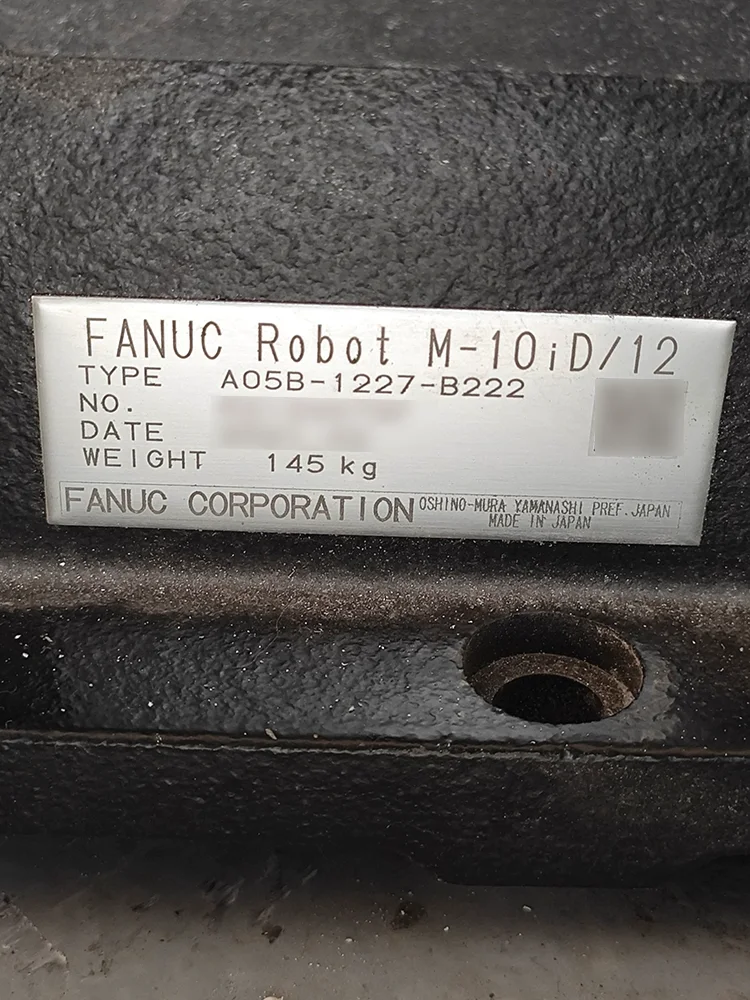 FANUC Robot M-10iD/12
TYPE A05B-1227-B222
NO.
DATE
WEIGHT 145 kg
FANUC CORPORATION OSHINO-MURA YAMANASHI PREF. JAPAN
MADE IN JAPAN